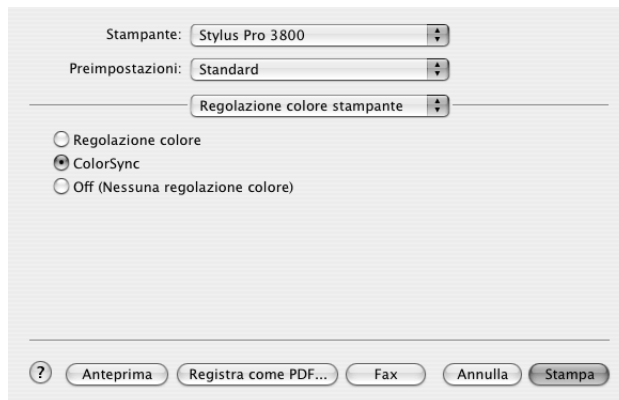 Stampante: Stylus Pro 3800
Preimpostazioni: Standard
Regolazione colore stampante
Regolazione colore
ColorSync
Off (Nessuna regolazione colore)
? Anteprima Registra come PDF... Fax Annulla Stampa